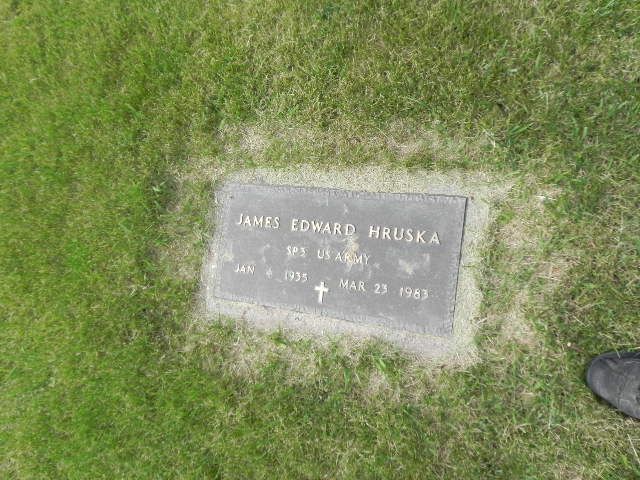 JAMES EDWARD HRUSKA
SP3 US ARMY
JAN 1935 MAR 23 1983